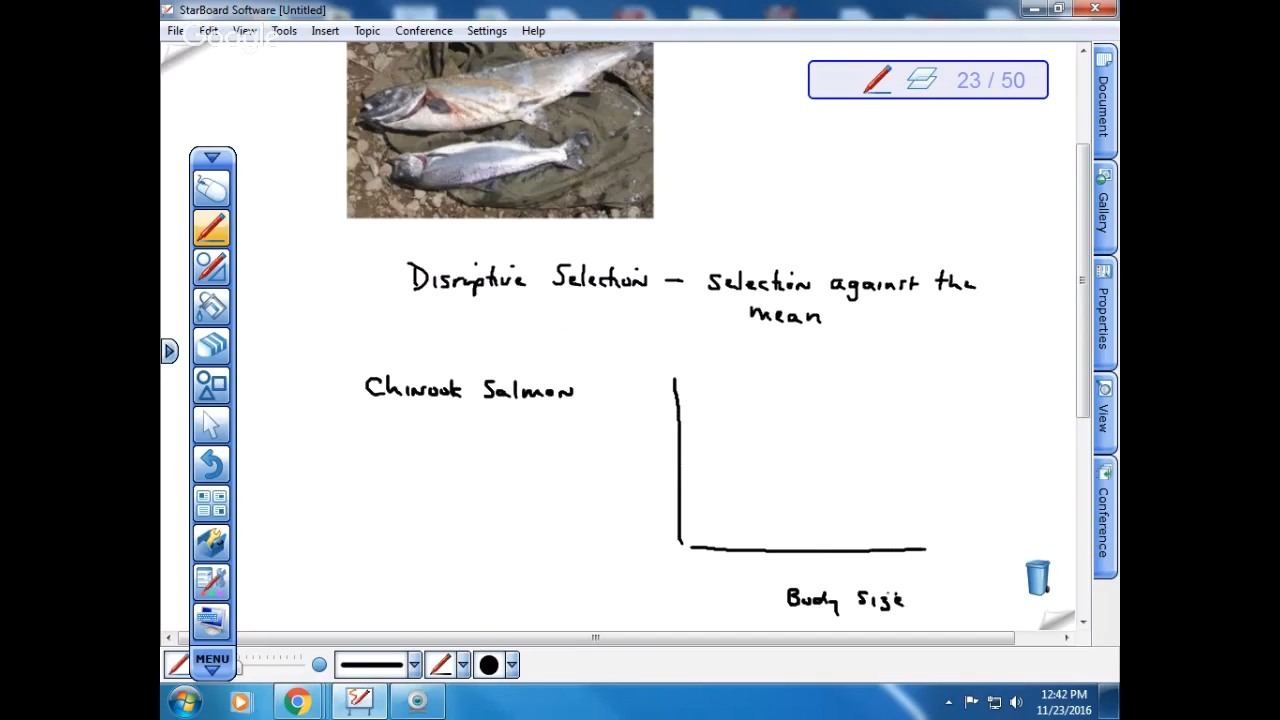 StarBoard Software [Untitled]
File Edit View Tools Insert Topic Conference Settings Help
Google
23 / 50
Document
Gallery
Properties
View
Conference
Disruptive Selection – Selection against the
mean
Chinook Salmon
Body Size
MENU
12:42 PM
11/23/2016